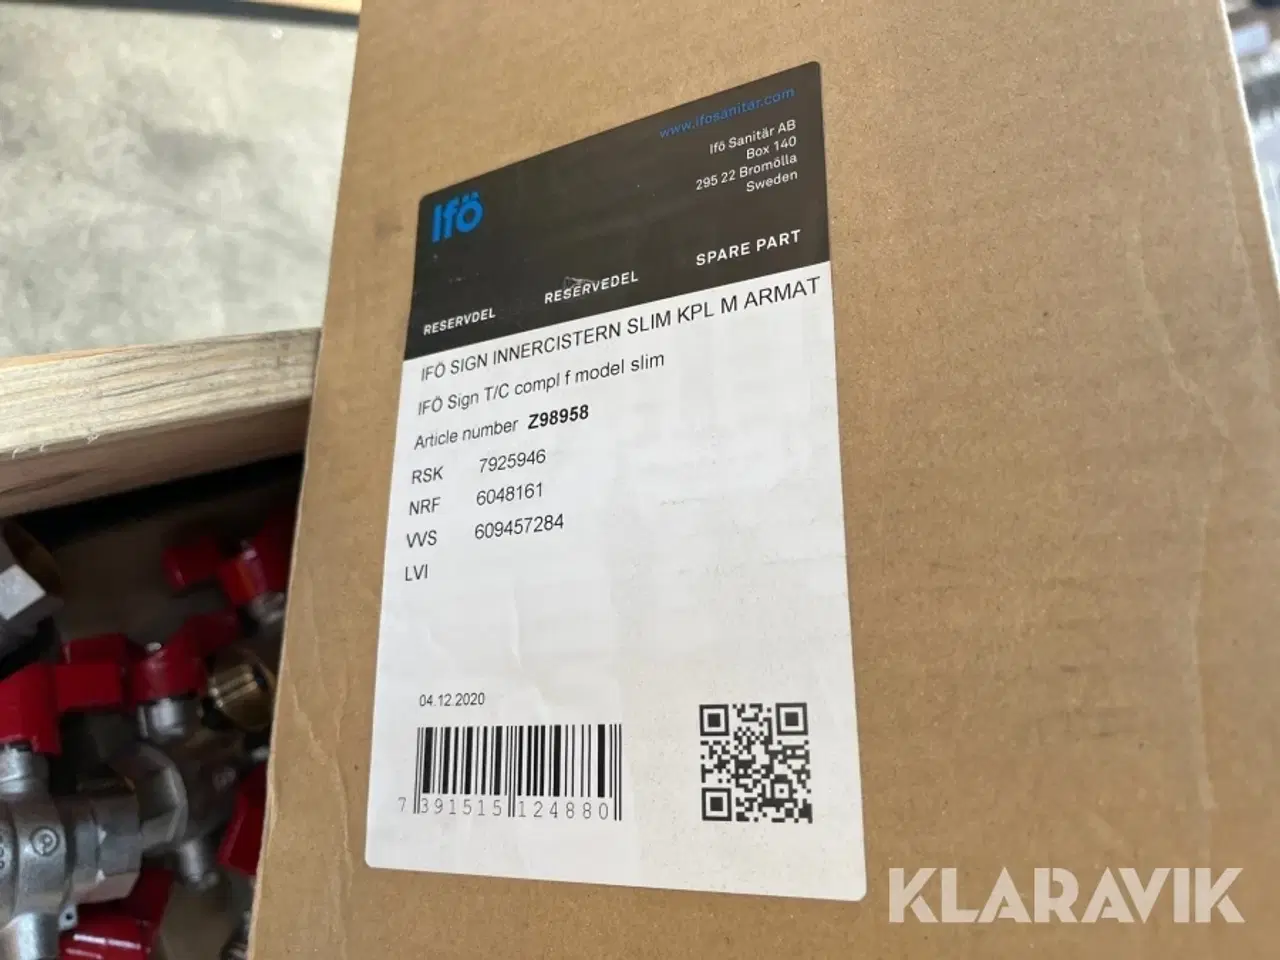 www.ifosanitar.com
Ifö Sanitär AB
Box 140
295 22 Bromölla
Sweden
Ifö
RESERVDEL RESERVEDEL SPARE PART
IFÖ SIGN INNERCISTERN SLIM KPL M ARMAT
IFÖ Sign T/C compl f model slim
Article number Z98958
RSK 7925946
NRF 6048161
VVS 609457284
LVI
04.12.2020
7 391515 124880
KLARAVIK